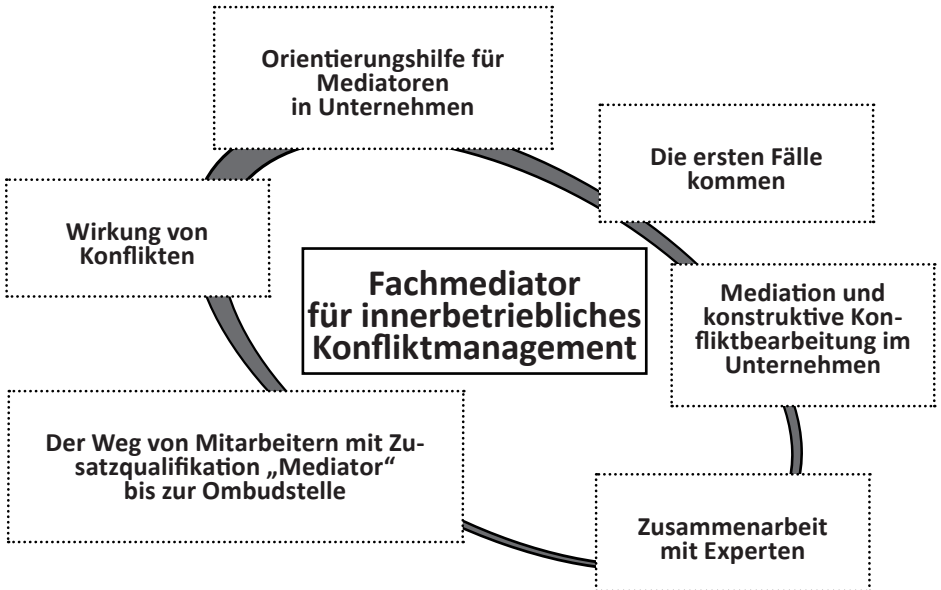 Orientierungshilfe für
Mediatoren
in Unternehmen
Die ersten Fälle
kommen
Wirkung von
Konflikten
Fachmediator
für innerbetriebliches
Konfliktmanagement
Mediation und
konstruktive Kon-
fliktbearbeitung im
Unternehmen
Der Weg von Mitarbeitern mit Zu-
satzqualifikation „Mediator“
bis zur Ombudstelle
Zusammenarbeit
mit Experten